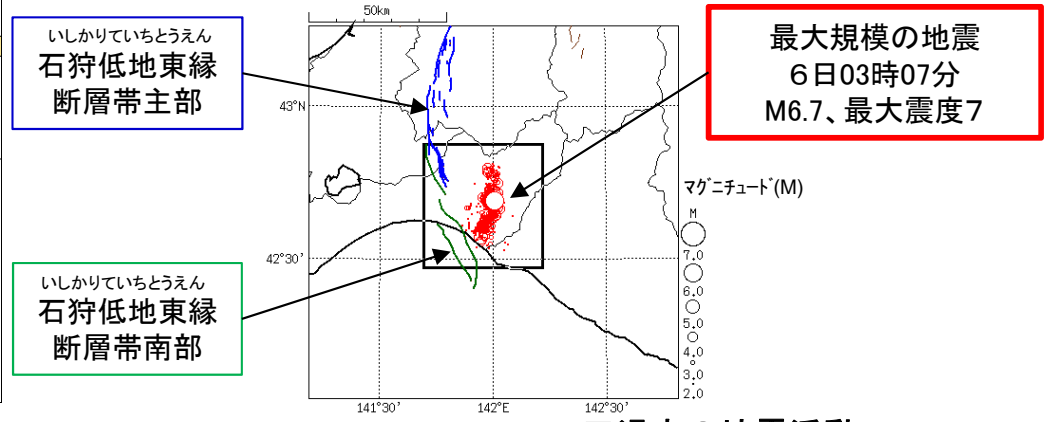 50km
いしかりていちとうえん
石狩低地東縁
断層帯主部
最大規模の地震
６日03時07分
M6.7、最大震度７
43°N
マグニチュード(M)
M
7.0
6.0
5.0
4.0
3.0
2.0
42°30'
いしかりていちとうえん
石狩低地東縁
断層帯南部
141°30'
142°E
142°30'